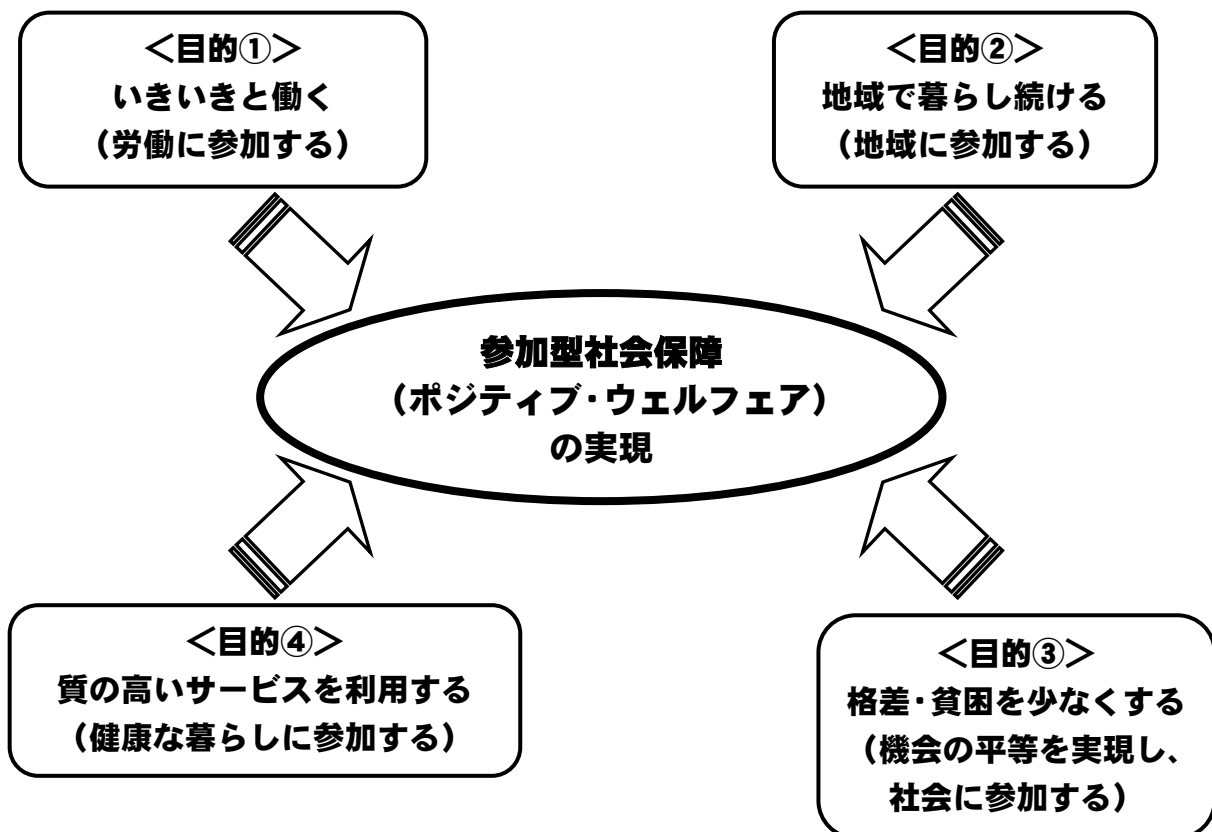 ＜目的①＞
いきいきと働く
（労働に参加する）
＜目的②＞
地域で暮らし続ける
（地域に参加する）
参加型社会保障
（ポジティブ・ウェルフェア）
の実現
＜目的④＞
質の高いサービスを利用する
（健康な暮らしに参加する）
＜目的③＞
格差・貧困を少なくする
（機会の平等を実現し、
社会に参加する）